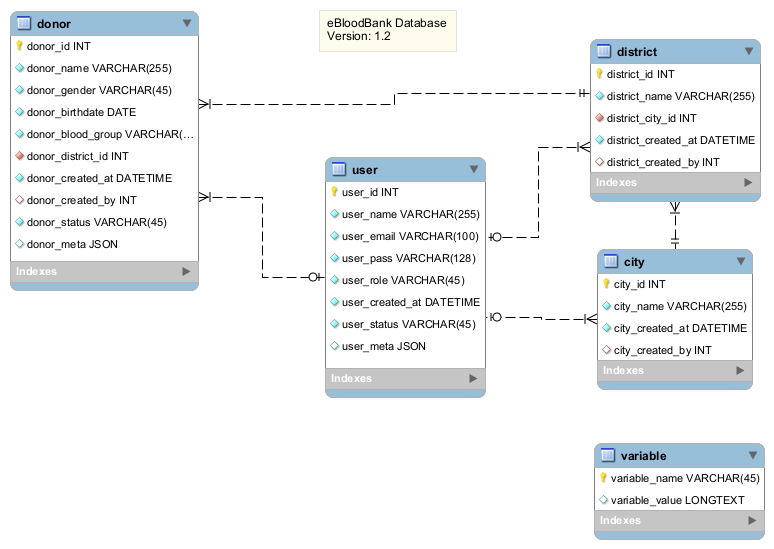 eBloodBank Database
Version: 1.2
donor
donor_id INT
donor_name VARCHAR(255)
donor_gender VARCHAR(45)
donor_birthdate DATE
donor_blood_group VARCHAR(...
donor_district_id INT
donor_created_at DATETIME
donor_created_by INT
donor_status VARCHAR(45)
donor_meta JSON
Indexes
user
user_id INT
user_name VARCHAR(255)
user_email VARCHAR(100)
user_pass VARCHAR(128)
user_role VARCHAR(45)
user_created_at DATETIME
user_status VARCHAR(45)
user_meta JSON
Indexes
district
district_id INT
district_name VARCHAR(255)
district_city_id INT
district_created_at DATETIME
district_created_by INT
Indexes
city
city_id INT
city_name VARCHAR(255)
city_created_at DATETIME
city_created_by INT
Indexes
variable
variable_name VARCHAR(45)
variable_value LONGTEXT
Indexes